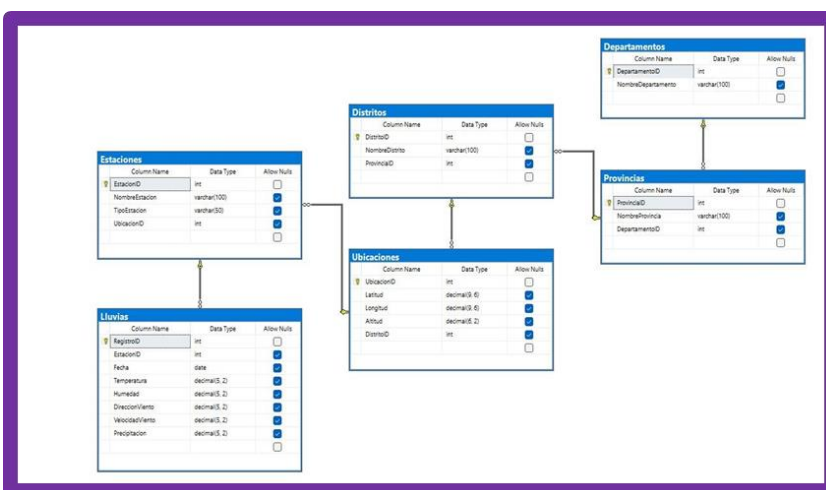 Departamentos
Column Name Data Type Allow Nulls
DepartamentoID int
NombreDepartamento varchar(100)
Distritos
Column Name Data Type Allow Nulls
DistritoID int
NombreDistrito varchar(100)
ProvinciaID int
Estaciones
Column Name Data Type Allow Nulls
EstacionID int
NombreEstacion varchar(100)
TipoEstacion varchar(50)
UbicacionID int
Provincias
Column Name Data Type Allow Nulls
ProvinciaID int
NombreProvincia varchar(100)
DepartamentoID int
Ubicaciones
Column Name Data Type Allow Nulls
UbicacionID int
Latitud decimal(9, 6)
Longitud decimal(9, 6)
Altitud decimal(6, 2)
DistritoID int
Lluvias
Column Name Data Type Allow Nulls
RegistroID int
EstacionID int
Fecha date
Temperatura decimal(5, 2)
Humedad decimal(5, 2)
DireccionViento decimal(5, 2)
VelocidadViento decimal(5, 2)
Precipitacion decimal(5, 2)